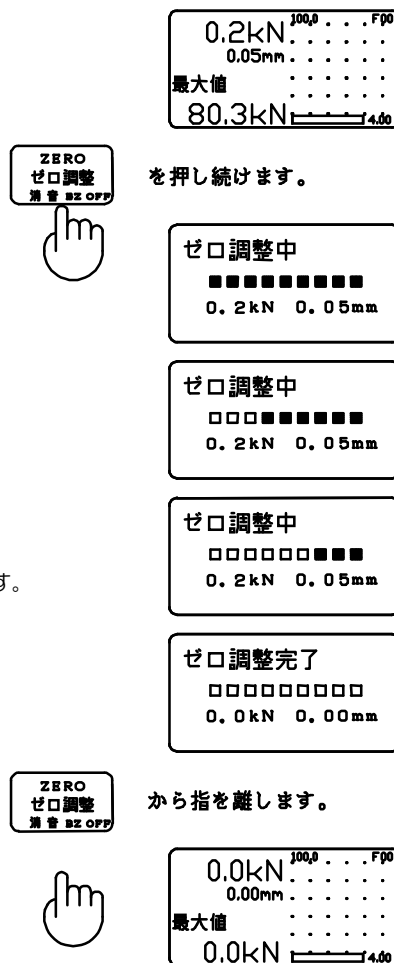 0.2kN 100.0 F00
0.05mm
最大値
80.3kN 4.00
ZERO
ゼロ調整
消音 BZ OFF
を押し続けます。
ゼロ調整中
■■■■■■■■■
0.2kN 0.05mm
ゼロ調整中
□□□■■■■■■
0.2kN 0.05mm
ゼロ調整中
□□□□□□■■■
す。
0.2kN 0.05mm
ゼロ調整完了
□□□□□□□□□
0.0kN 0.00mm
ZERO
ゼロ調整
消音 BZ OFF
から指を離します。
0.0kN 100.0 F00
0.00mm
最大値
0.0kN 4.00